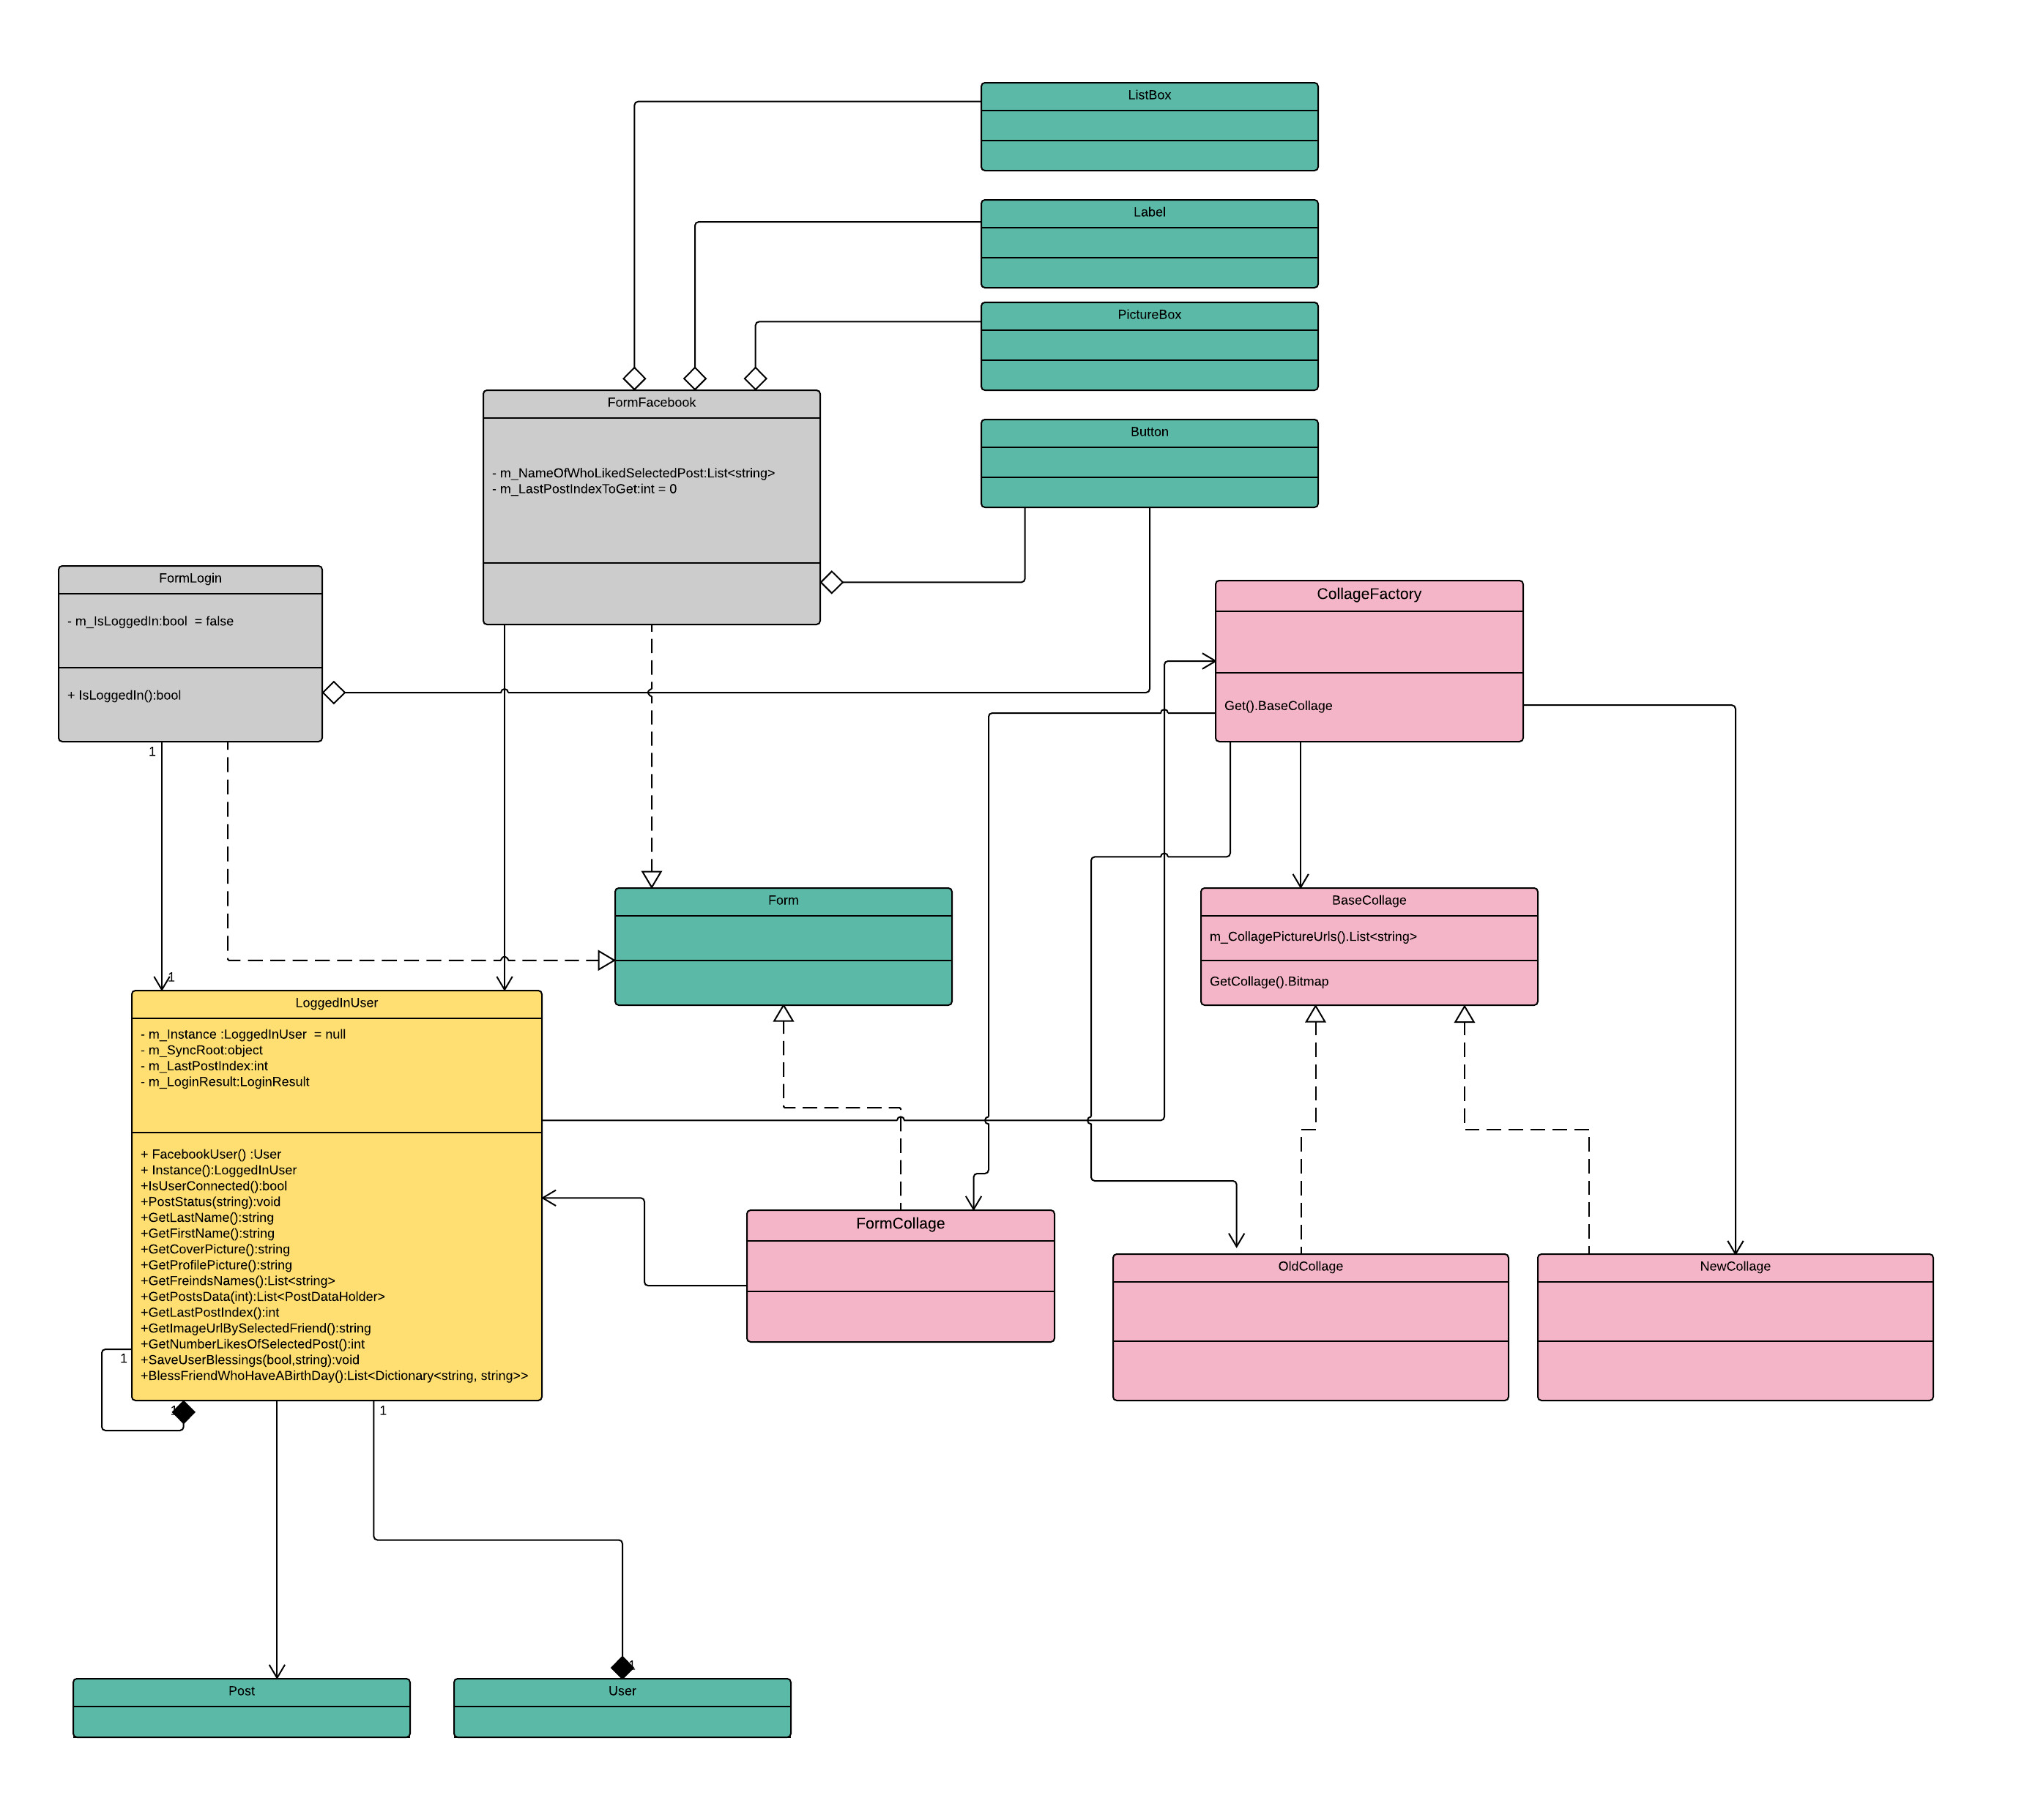 ListBox
Label
PictureBox
FormFacebook
- m_NameOfWhoLikedSelectedPost:List<string>
- m_LastPostIndexToGet:int = 0
Button
FormLogin
- m_IsLoggedIn:bool  = false
+ IsLoggedIn():bool
CollageFactory
Get().BaseCollage
1
1
Form
BaseCollage
m_CollagePictureUrls().List<string>
GetCollage().Bitmap
LoggedInUser
- m_Instance :LoggedInUser  = null
- m_SyncRoot:object
- m_LastPostIndex:int
- m_LoginResult:LoginResult
+ FacebookUser() :User
+ Instance():LoggedInUser
+IsUserConnected():bool
+PostStatus(string):void
+GetLastName():string
+GetFirstName():string
+GetCoverPicture():string
+GetProfilePicture():string
+GetFreindsNames():List<string>
+GetPostsData(int):List<PostDataHolder>
+GetLastPostIndex():int
+GetImageUrlBySelectedFriend():string
+GetNumberLikesOfSelectedPost():int
+SaveUserBlessings(bool,string):void
+BlessFriendWhoHaveABirthDay():List<Dictionary<string, string>>
FormCollage
OldCollage
NewCollage
1
1
1
1
Post
User